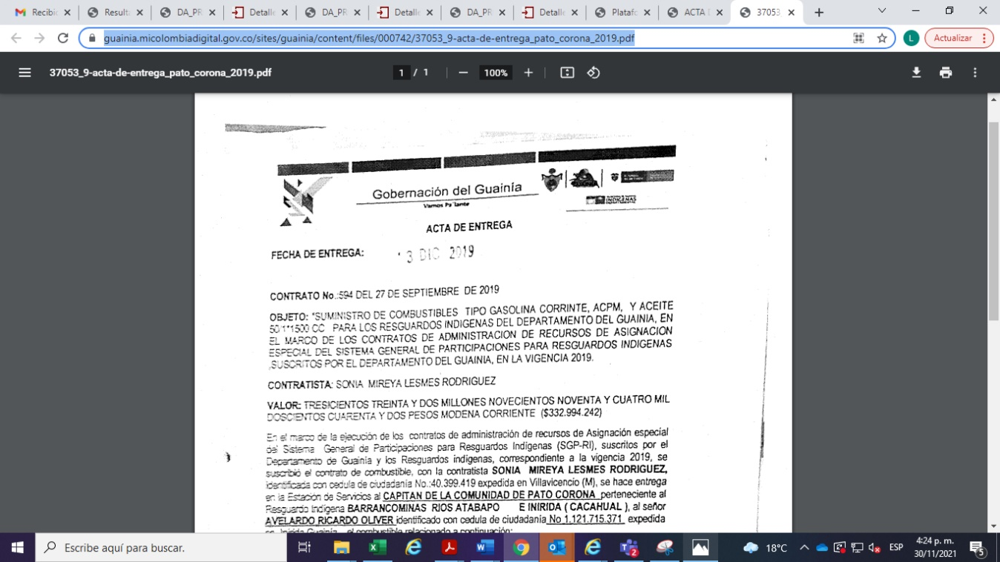 Recibi
Result
DA_PR
Detalle
DA_PR
Detalle
DA_PR
Detalle
Platafo
ACTA D
37053
guainia.micolombiadigital.gov.co/sites/guainia/content/files/000742/37053_9-acta-de-entrega_pato_corona_2019.pdf
L
Actualizar
37053_9-acta-de-entrega_pato_corona_2019.pdf
1 / 1
100%
Gobernación del Guainía
Vamos Pa'lante
INDIGENAS
ACTA DE ENTREGA
FECHA DE ENTREGA: 3 DIC 2019
CONTRATO No.:594 DEL 27 DE SEPTIEMBRE DE 2019
OBJETO: "SUMINISTRO DE COMBUSTIBLES TIPO GASOLINA CORRINTE, ACPM, Y ACEITE
50/1*1500 CC PARA LOS RESGUARDOS INDIGENAS DEL DEPARTAMENTO DEL GUAINIA, EN
EL MARCO DE LOS CONTRATOS DE ADMINISTRACION DE RECURSOS DE ASIGNACION
ESPECIAL DEL SISTEMA GENERAL DE PARTICIPACIONES PARA RESGUARDOS INDIGENAS
,SUSCRITOS POR EL DEPARTAMENTO DEL GUAINIA, EN LA VIGENCIA 2019.
CONTRATISTA: SONIA MIREYA LESMES RODRIGUEZ
VALOR: TRESICIENTOS TREINTA Y DOS MILLONES NOVECIENTOS NOVENTA Y CUATRO MIL
DOSCIENTOS CUARENTA Y DOS PESOS MODENA CORRIENTE ($332.994.242)
En el marco de la ejecución de los contratos de administración de recursos de Asignación especial
del Sistema General de Participaciones para Resguardos Indígenas (SGP-RI), suscritos por el
Departamento de Guainía y los Resguardos indígenas, correspondiente a la vigencia 2019, se
suscribió el contrato de combustible, con la contratista SONIA MIREYA LESMES RODRIGUEZ,
identificada con cedula de ciudadanía No.:40.399.419 expedida en Villavicencio (M), se hace entrega
en la Estación de Servicios al CAPITAN DE LA COMUNIDAD DE PATO CORONA perteneciente al
Resguardo Indígena BARRANCOMINAS RIOS ATABAPO E INIRIDA ( CACAHUAL ), al señor
AVELARDO RICARDO OLIVER identificado con cedula de ciudadanía No 1.121.715.371 expedida
en Inirida Guainía, el combustible relacionado a continuación:
Escribe aquí para buscar.
2
18°C
ESP
4:24 p. m.
30/11/2021
5